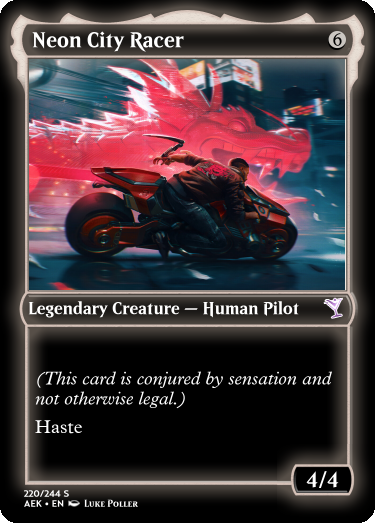 Neon City Racer 6
Legendary Creature — Human Pilot
(This card is conjured by sensation and
not otherwise legal.)
Haste
4/4
220/244 S
AEK • EN Luke Poller